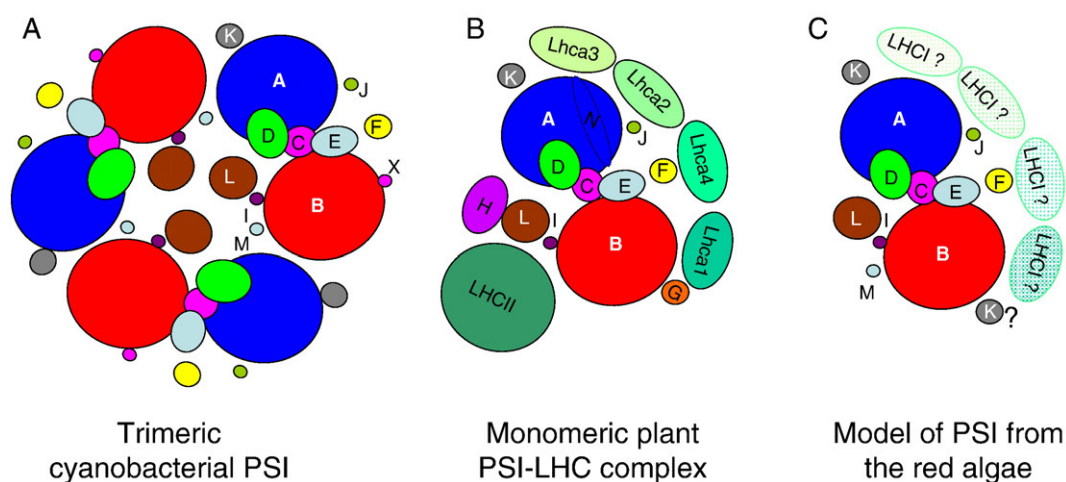 A
K
A
J
D
C
E
F
X
L
I
B
M
Trimeric
cyanobacterial PSI
B
Lhca3
K
Lhca2
A
N
J
D
C
E
F
Lhca4
H
L
I
B
Lhca1
G
LHCII
Monomeric plant
PSI-LHC complex
C
LHCI ?
K
LHCI ?
A
J
D
C
E
F
LHCI ?
L
I
B
LHCI ?
M
K
?
Model of PSI from
the red algae